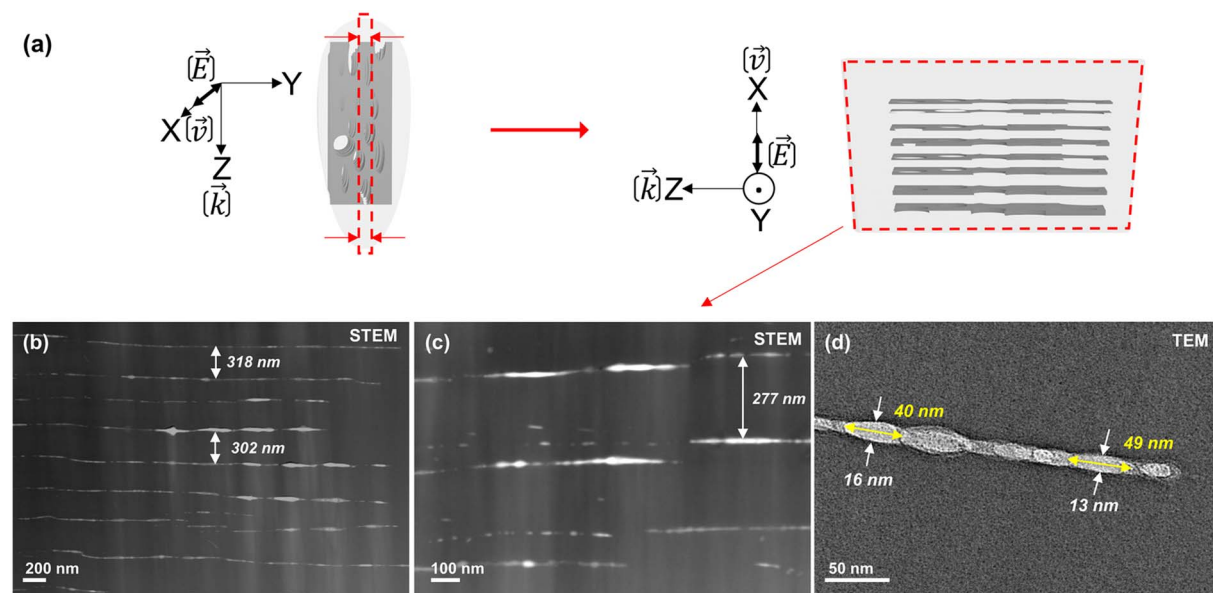 (a)
[E⃗]
Y
X[v⃗]
Z
[k⃗]
[v⃗]
X
[E⃗]
[k⃗]Z
Y
(b)
STEM
318 nm
302 nm
200 nm
(c)
STEM
277 nm
100 nm
(d)
TEM
40 nm
49 nm
16 nm
13 nm
50 nm